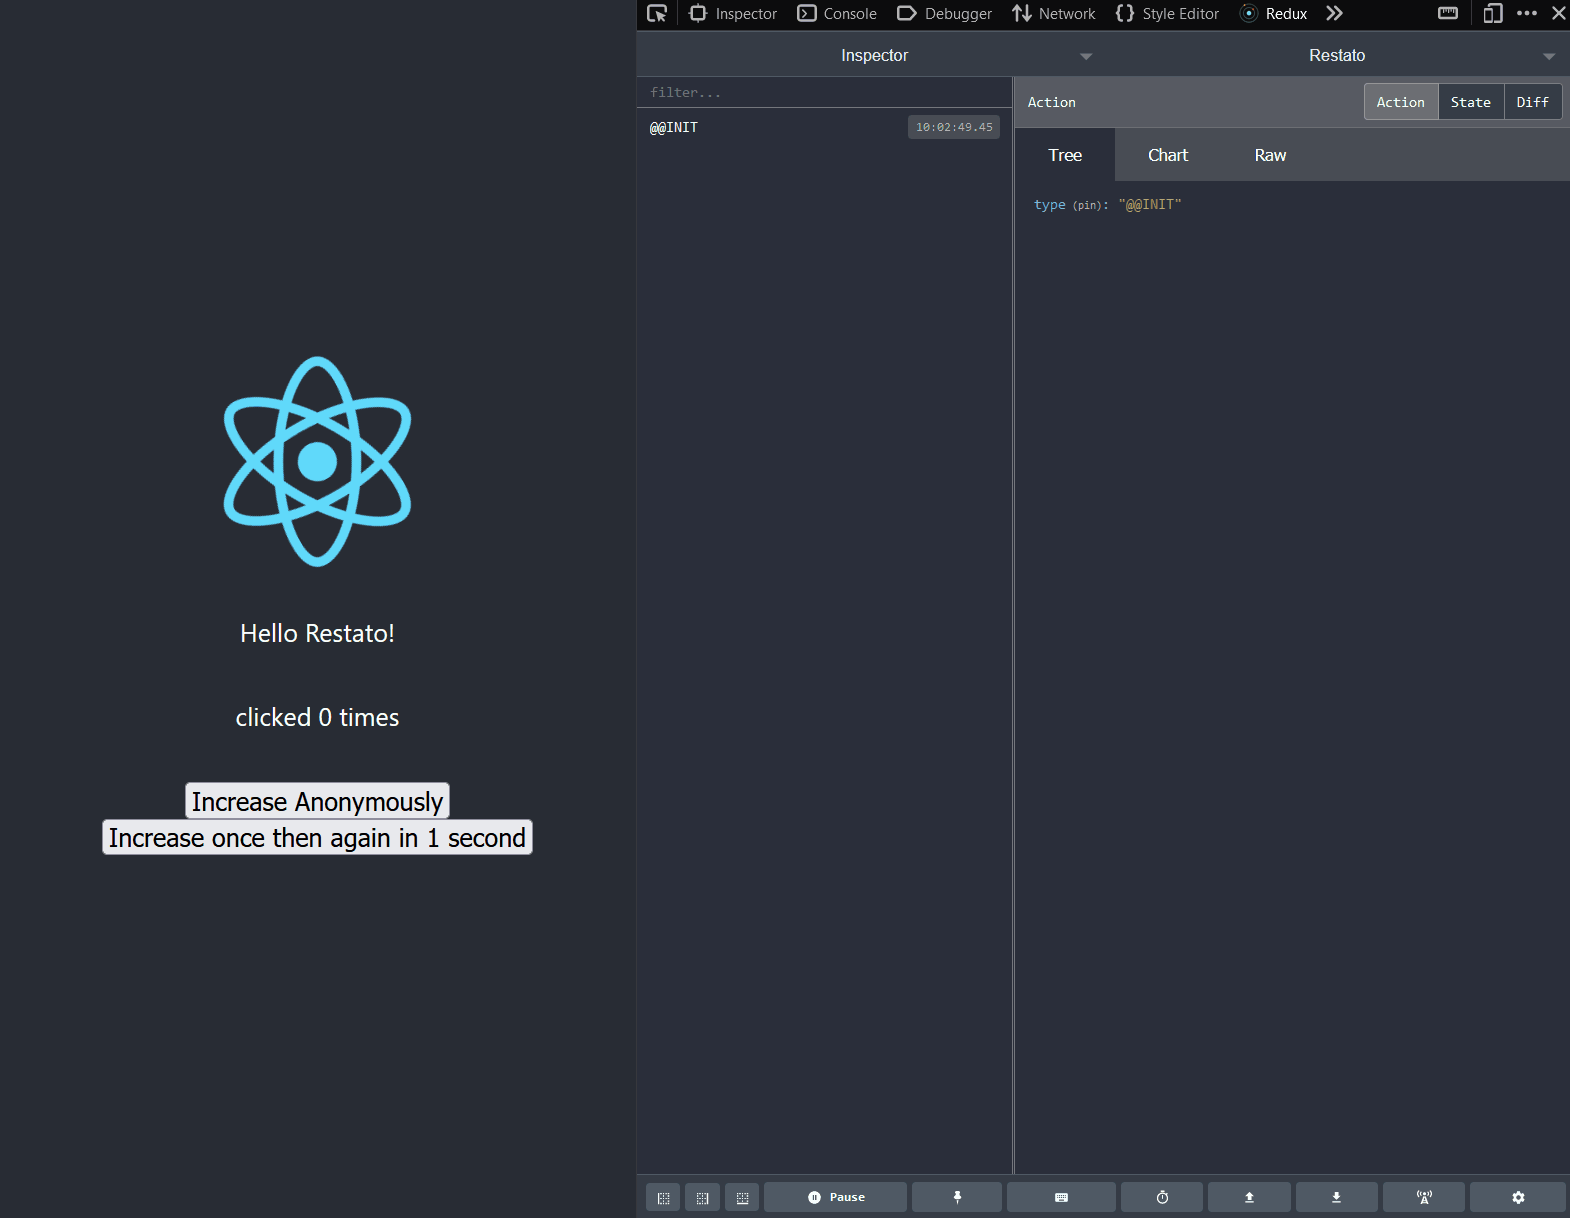 Inspector Console Debugger Network Style Editor Redux
Inspector Restato
filter...
Action Action State Diff
@@INIT 10:02:49.45
Tree Chart Raw
type (pin): "@@INIT"
Hello Restato!
clicked 0 times
Increase Anonymously
Increase once then again in 1 second
Pause